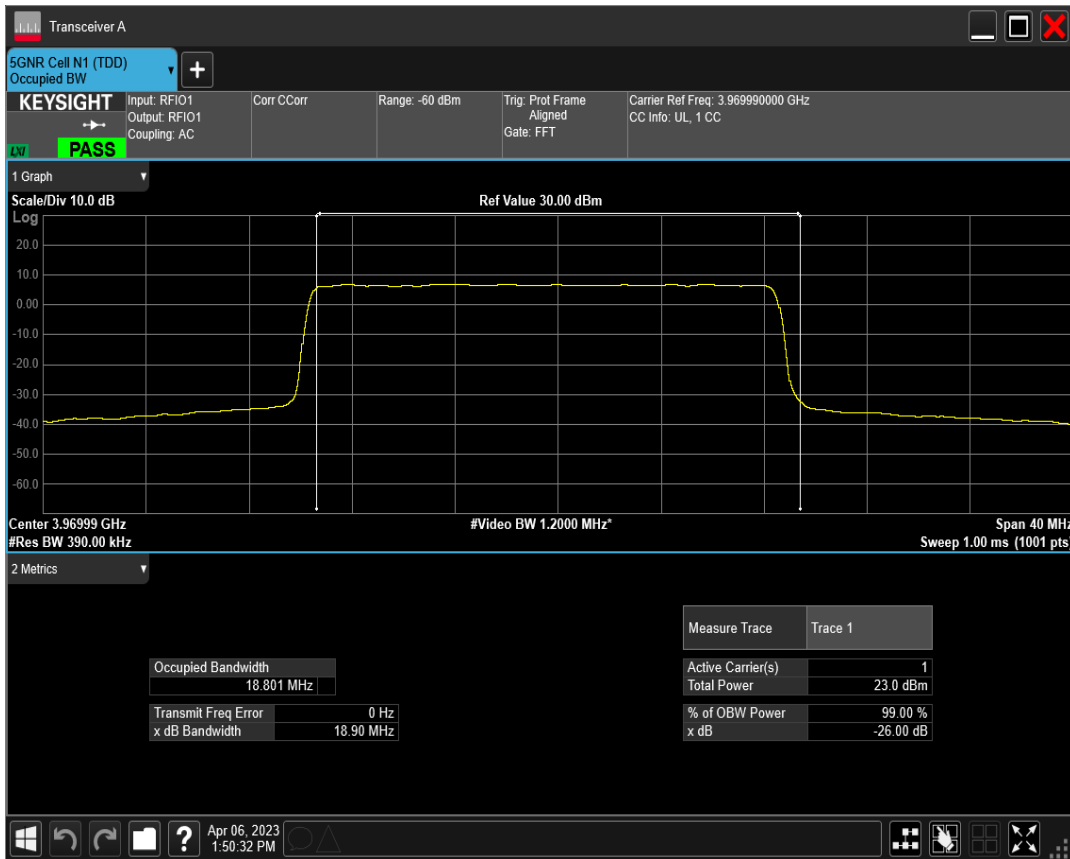 Transceiver A
5GNR Cell N1 (TDD)
Occupied BW
+
KEYSIGHT
LXI
PASS
Input: RFIO1
Output: RFIO1
Coupling: AC
Corr CCorr
Range: -60 dBm
Trig: Prot Frame
Aligned
Gate: FFT
Carrier Ref Freq: 3.969990000 GHz
CC Info: UL, 1 CC
1 Graph
Scale/Div 10.0 dB
Ref Value 30.00 dBm
Log
20.0
10.0
0.00
-10.0
-20.0
-30.0
-40.0
-50.0
-60.0
Center 3.96999 GHz
#Video BW 1.2000 MHz*
Span 40 MHz
#Res BW 390.00 kHz
Sweep 1.00 ms (1001 pts)
2 Metrics
Measure Trace Trace 1
Occupied Bandwidth
18.801 MHz
Active Carrier(s) 1
Total Power 23.0 dBm
Transmit Freq Error 0 Hz
x dB Bandwidth 18.90 MHz
% of OBW Power 99.00 %
x dB -26.00 dB
?
Apr 06, 2023
1:50:32 PM